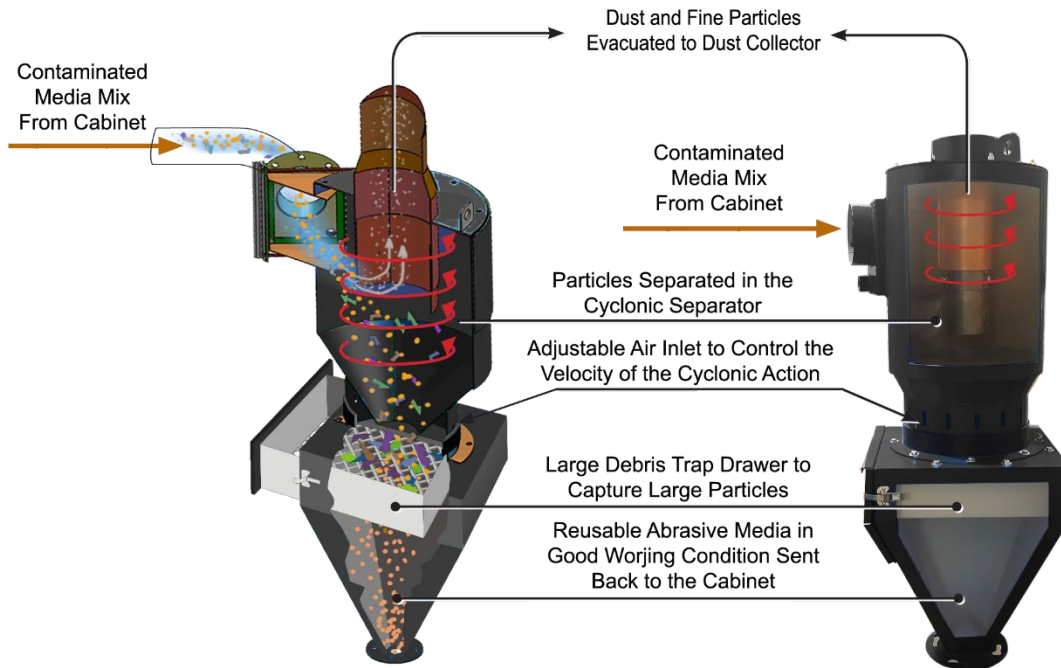 Dust and Fine Particles
Evacuated to Dust Collector
Contaminated
Media Mix
From Cabinet
Contaminated
Media Mix
From Cabinet
Particles Separated in the
Cyclonic Separator
Adjustable Air Inlet to Control the
Velocity of the Cyclonic Action
Large Debris Trap Drawer to
Capture Large Particles
Reusable Abrasive Media in
Good Worjing Condition Sent
Back to the Cabinet